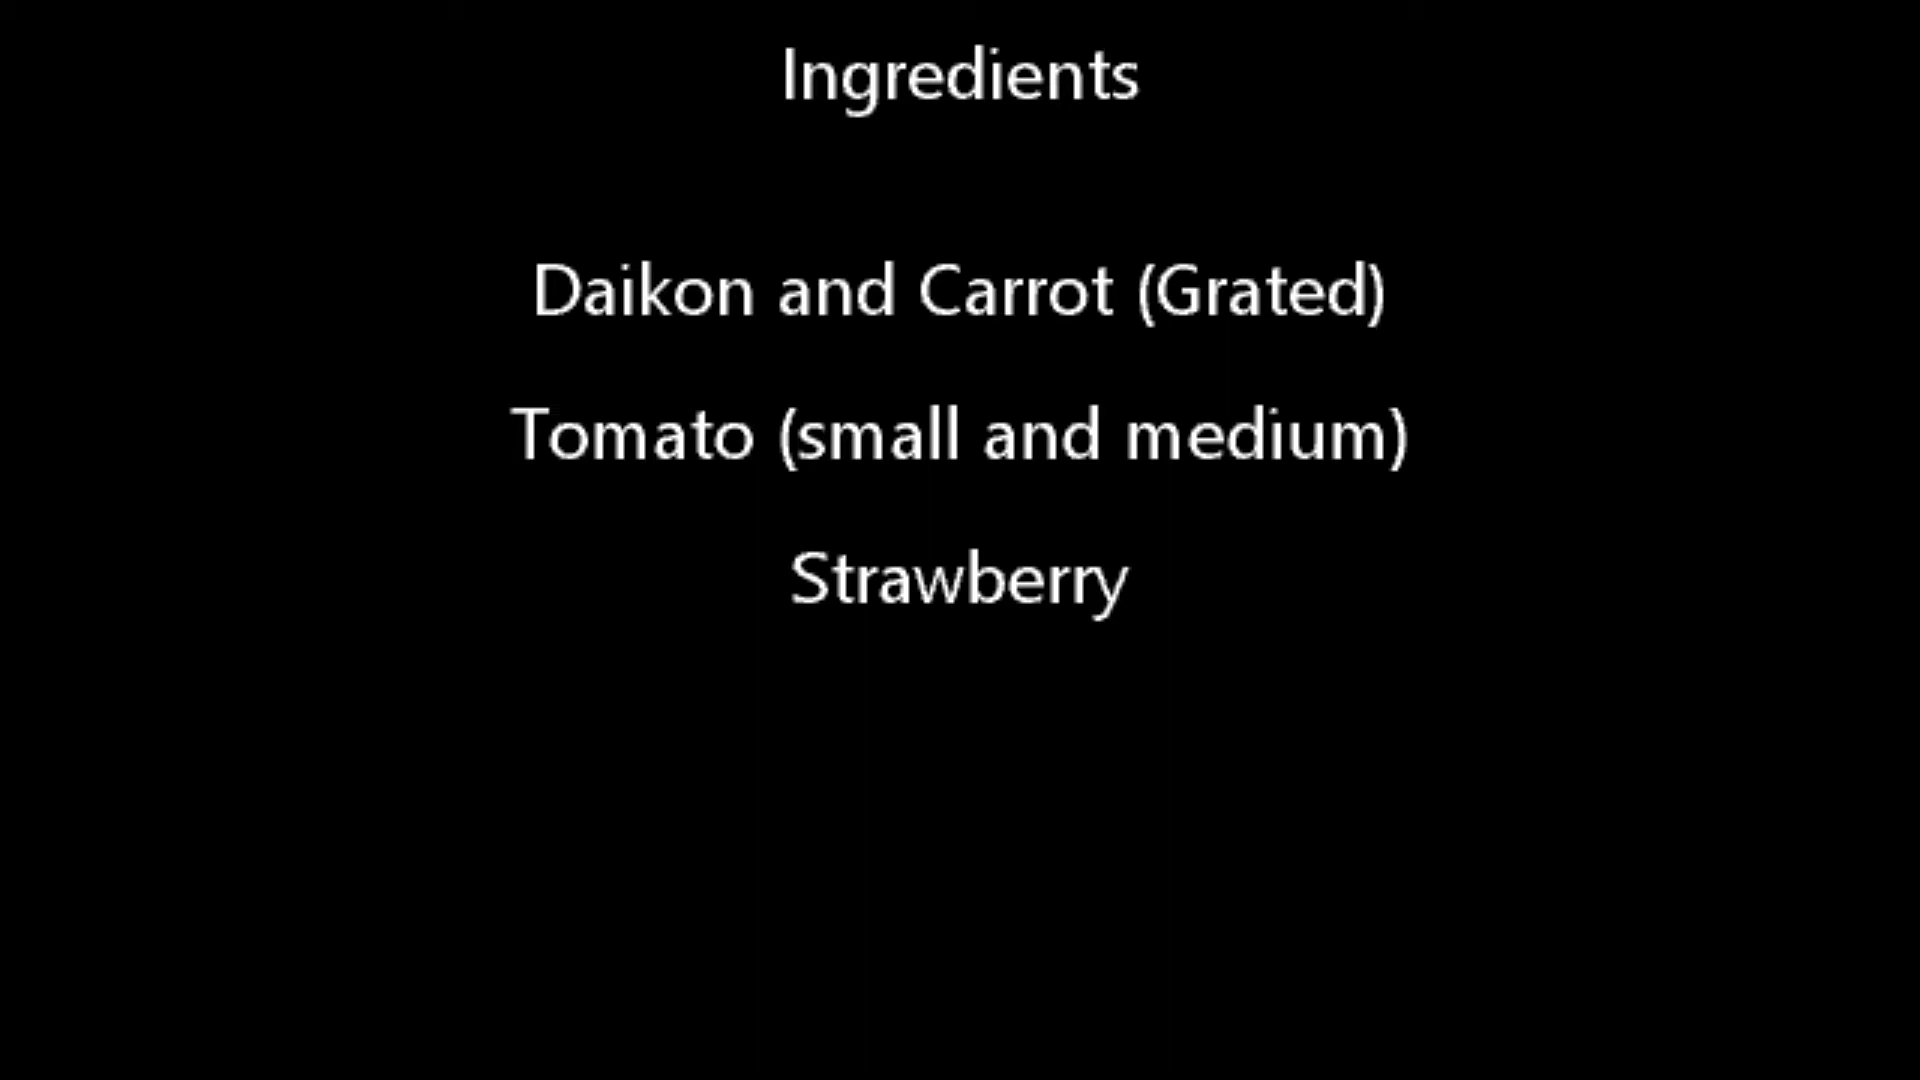 Ingredients
Daikon and Carrot (Grated)
Tomato (small and medium)
Strawberry